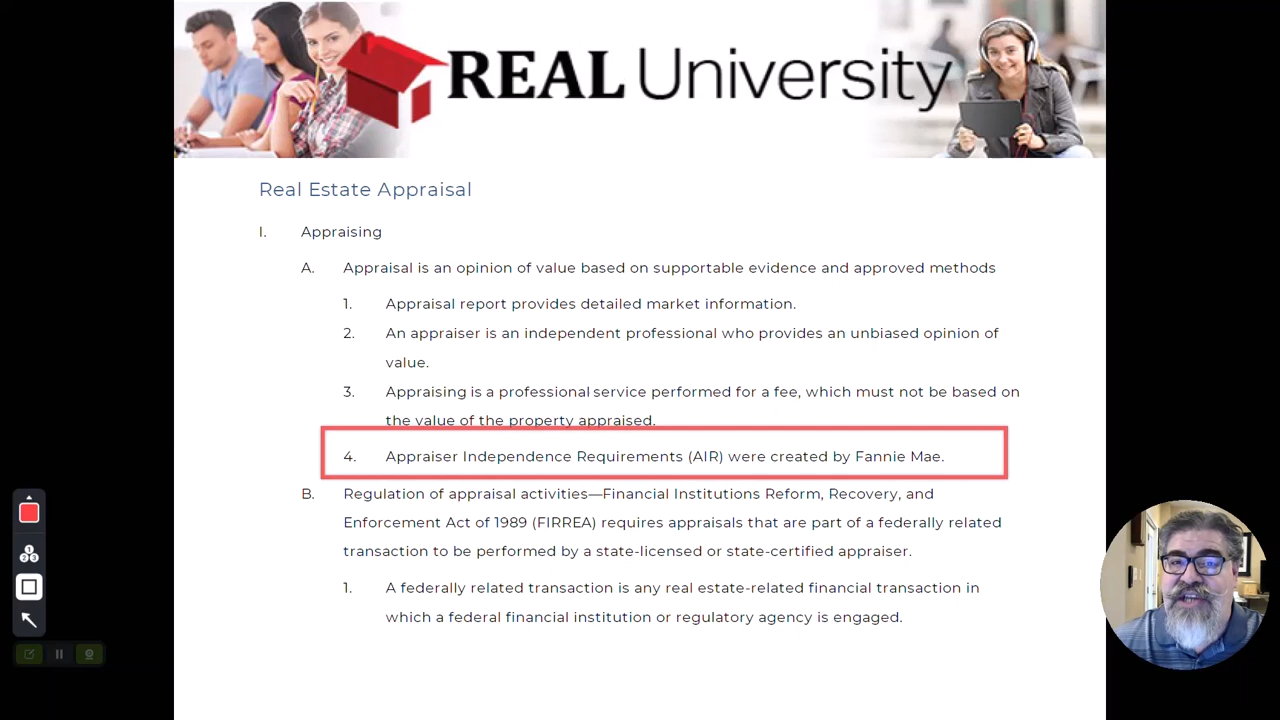 REAL University
Real Estate Appraisal
I. Appraising
A. Appraisal is an opinion of value based on supportable evidence and approved methods
1. Appraisal report provides detailed market information.
2. An appraiser is an independent professional who provides an unbiased opinion of
value.
3. Appraising is a professional service performed for a fee, which must not be based on
the value of the property appraised.
4. Appraiser Independence Requirements (AIR) were created by Fannie Mae.
B. Regulation of appraisal activities—Financial Institutions Reform, Recovery, and
Enforcement Act of 1989 (FIRREA) requires appraisals that are part of a federally related
transaction to be performed by a state-licensed or state-certified appraiser.
1. A federally related transaction is any real estate-related financial transaction in
which a federal financial institution or regulatory agency is engaged.